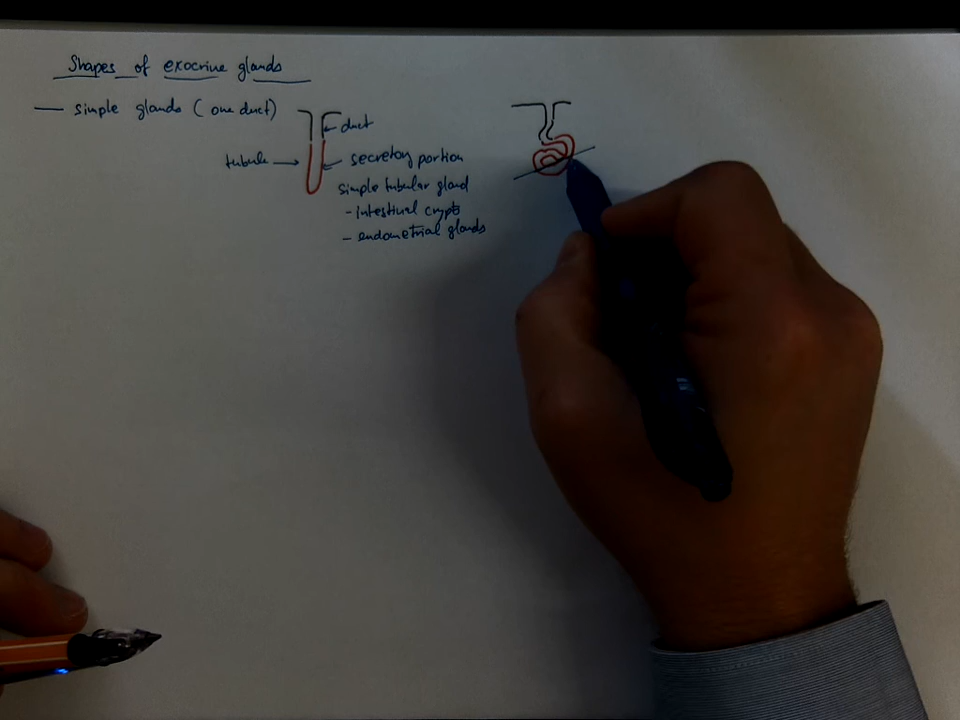 Shapes of exocrine glands
— simple glands (one duct)
duct
tubule → ← secretory portion
simple tubular gland
- intestinal crypts
- endometrial glands